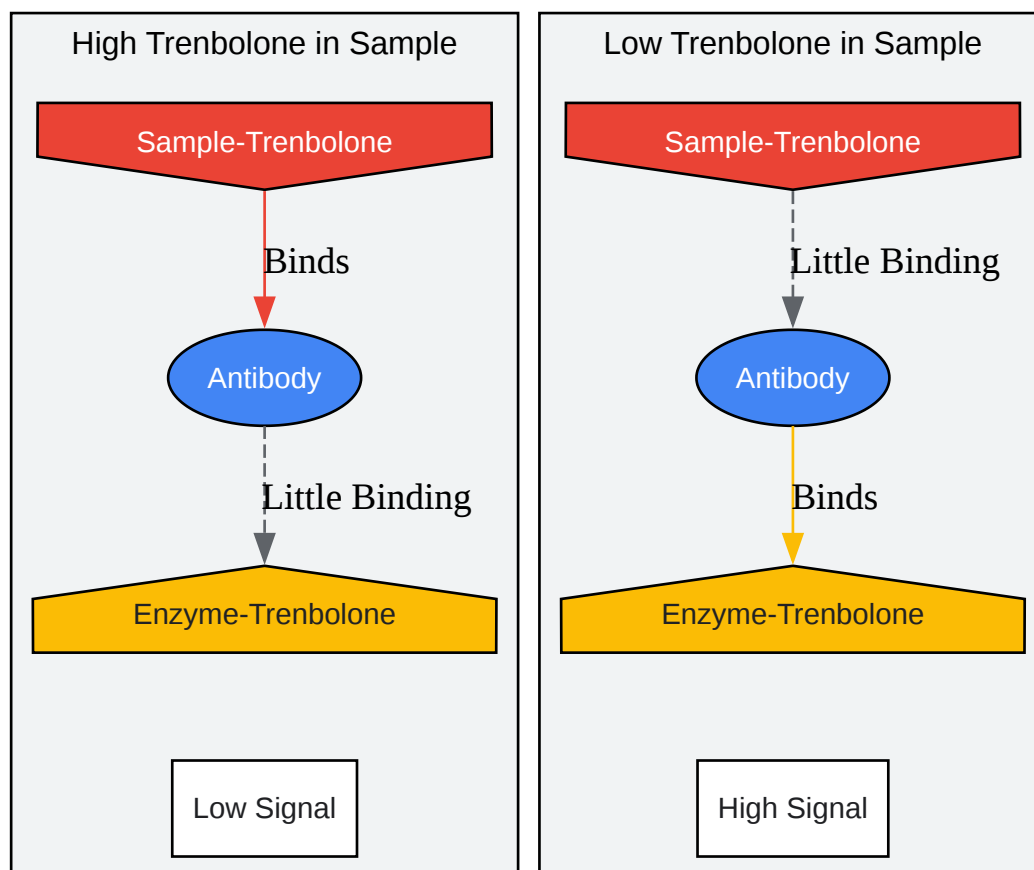 High Trenbolone in Sample
Sample-Trenbolone
Binds
Antibody
Little Binding
Enzyme-Trenbolone
Low Signal
Low Trenbolone in Sample
Sample-Trenbolone
Little Binding
Antibody
Binds
Enzyme-Trenbolone
High Signal